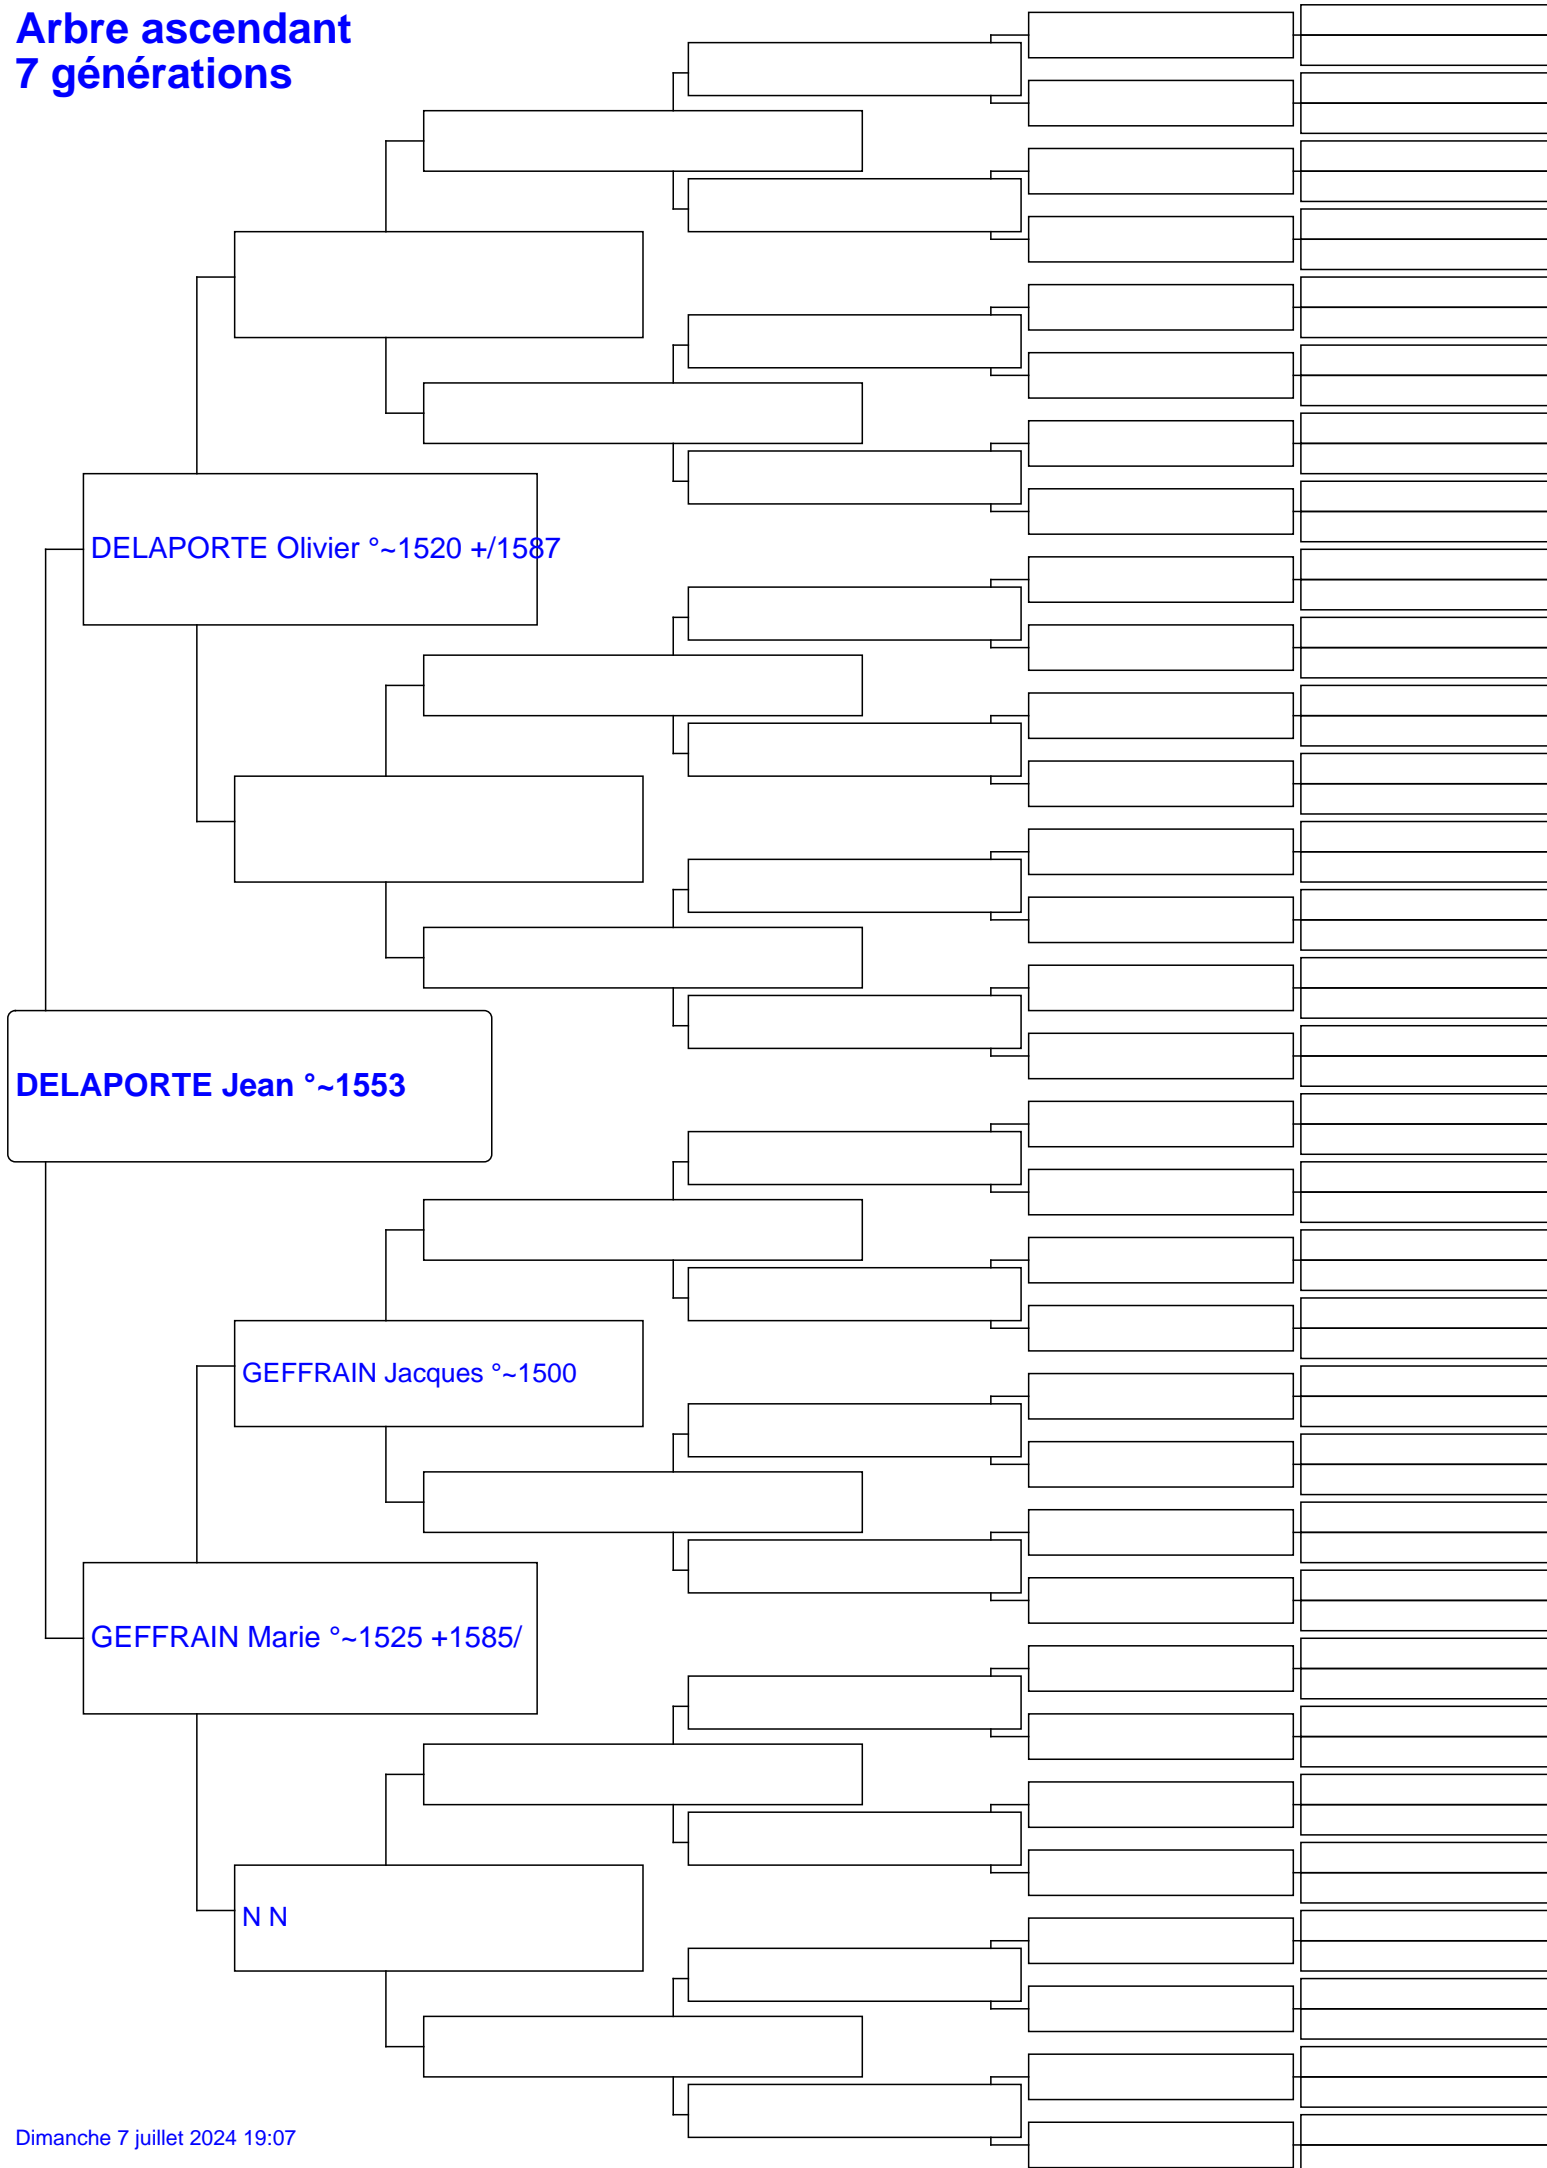 Arbre ascendant
7 générations
DELAPORTE Olivier °~1520 +/1587
DELAPORTE Jean °~1553
GEFFRAIN Jacques °~1500
GEFFRAIN Marie °~1525 +1585/
N N
Dimanche 7 juillet 2024 19:07